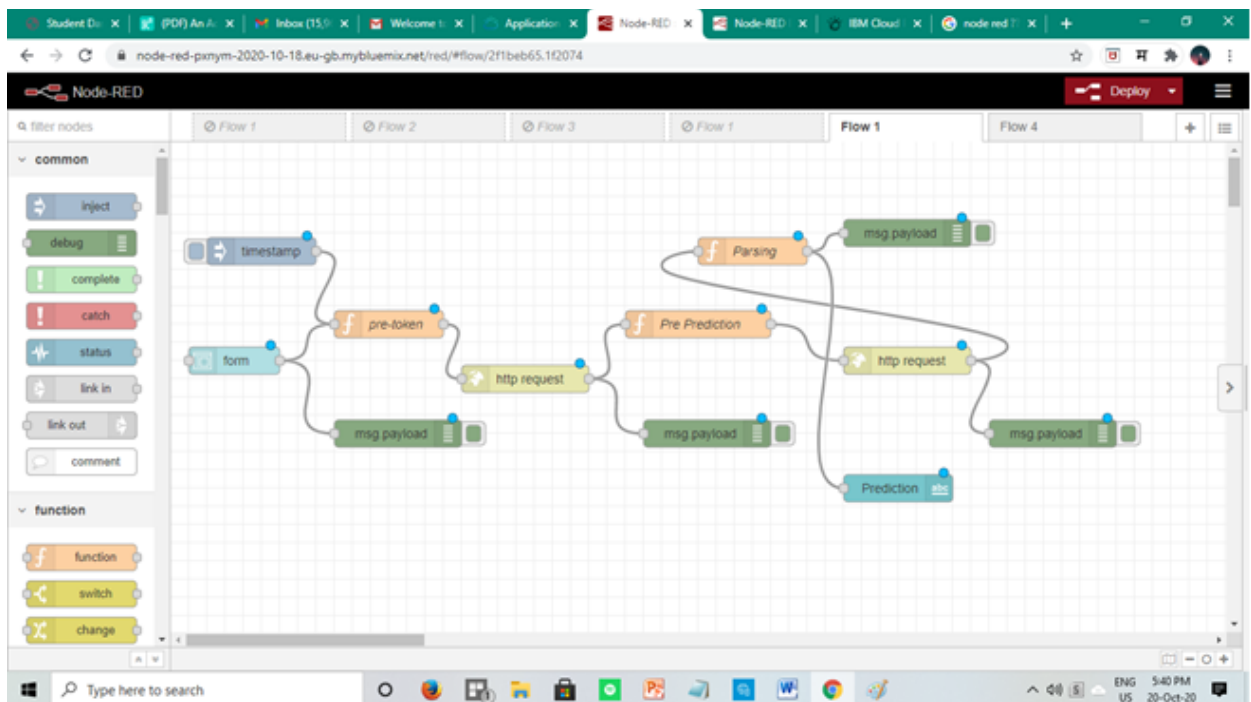 Student Da
(PDF) An A
Inbox (15,9
Welcome t
Application
Node-RED
Node-RED
IBM Cloud
node red
node-red-pxnym-2020-10-18.eu-gb.mybluemix.net/red/#flow/2f1beb65.1f2074
Node-RED
Deploy
filter nodes
Flow 1
Flow 2
Flow 3
Flow 1
Flow 1
Flow 4
common
inject
debug
complete
catch
status
link in
link out
comment
function
function
switch
change
timestamp
form
pre-token
msg.payload
http request
Pre Prediction
msg.payload
Parsing
msg.payload
http request
msg.payload
Prediction
abc
Type here to search
ENG
US
5:40 PM
20-Oct-20